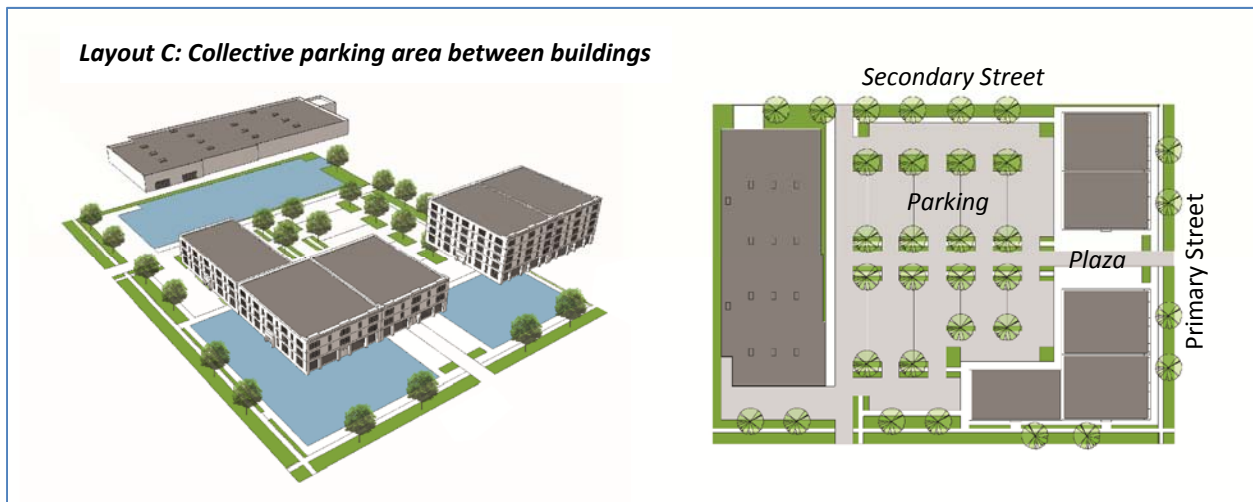 Layout C: Collective parking area between buildings
Secondary Street
Parking
Plaza
Primary Street